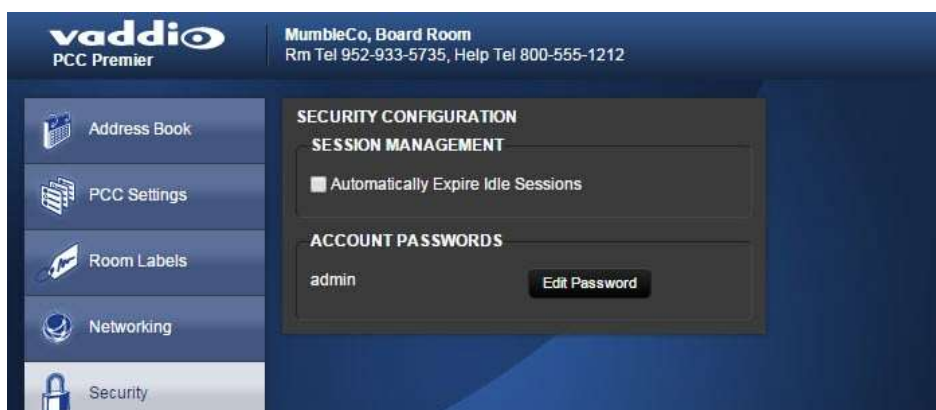 vaddio
PCC Premier
MumbleCo, Board Room
Rm Tel 952-933-5735, Help Tel 800-555-1212
Address Book
PCC Settings
Room Labels
Networking
Security
SECURITY CONFIGURATION
SESSION MANAGEMENT
Automatically Expire Idle Sessions
ACCOUNT PASSWORDS
admin
Edit Password